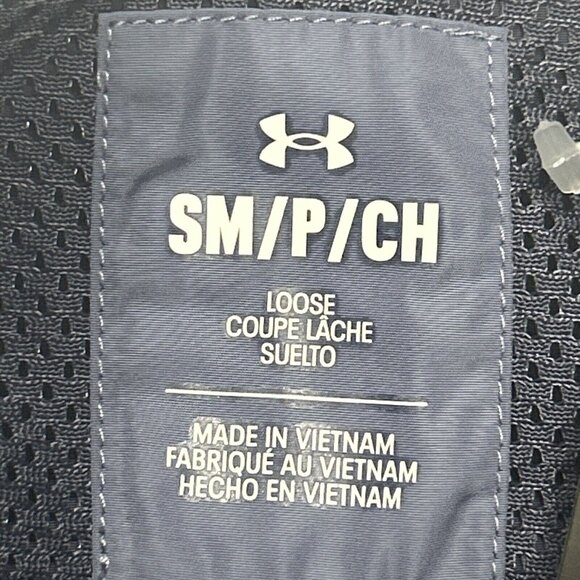 SM/P/CH
LOOSE
COUPE LÂCHE
SUELTO
MADE IN VIETNAM
FABRIQUÉ AU VIETNAM
HECHO EN VIETNAM